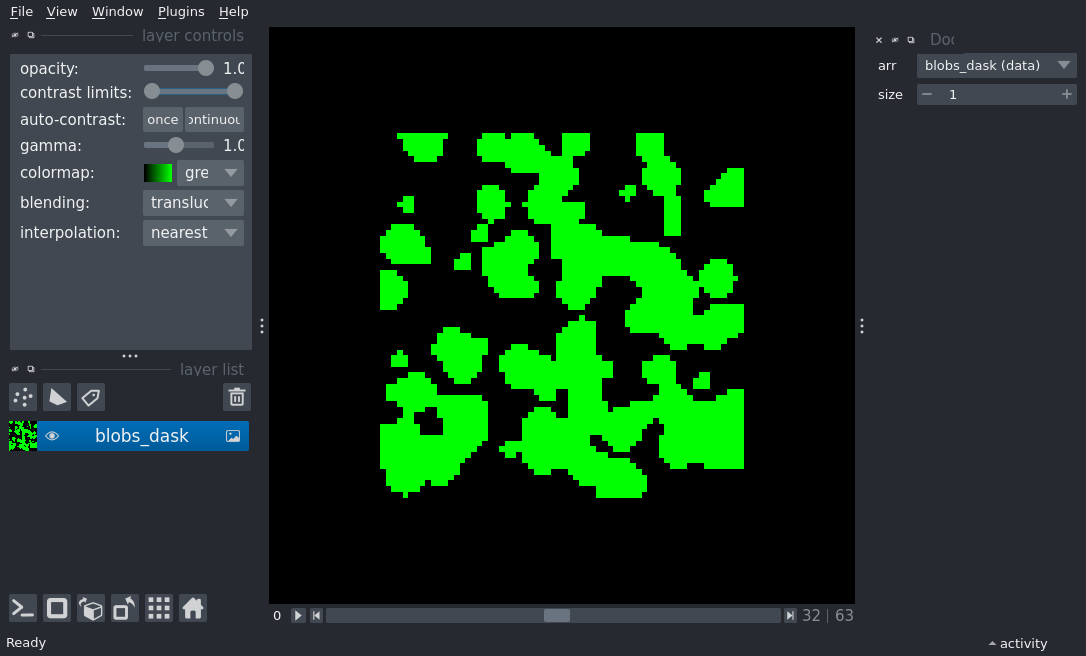 File View Window Plugins Help
layer controls
opacity: 1.0
contrast limits:
auto-contrast: once ontinuou
gamma: 1.0
colormap: gre
blending: transluc
interpolation: nearest
layer list
blobs_dask
0 32 | 63
Ready
Doc
arr blobs_dask (data)
size 1
activity